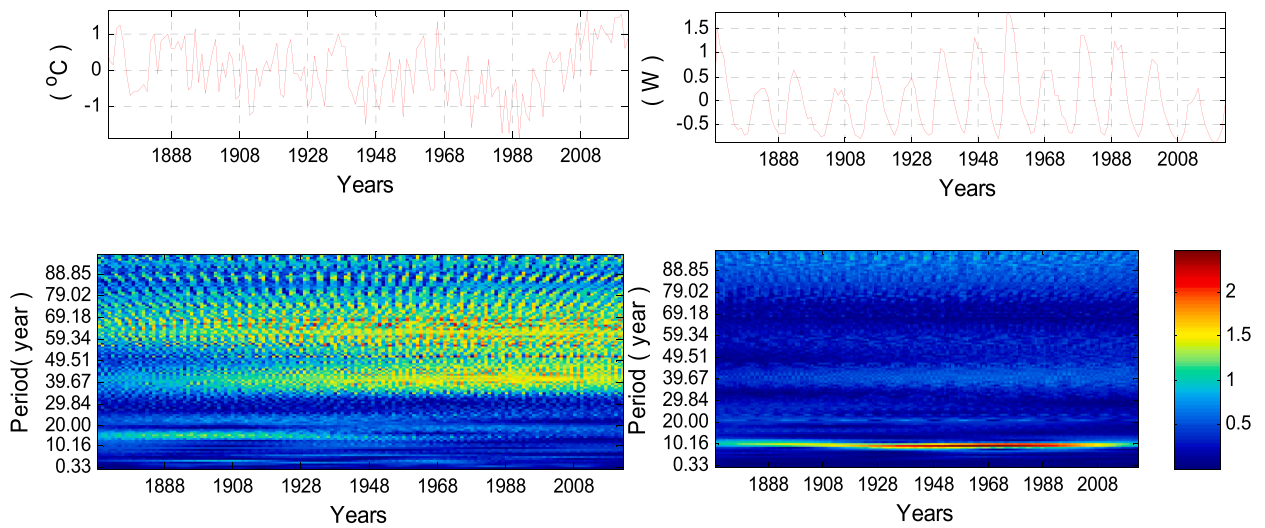 ( °C )
1
0
-1
1888 1908 1928 1948 1968 1988 2008
Years
( W )
1.5
1
0.5
0
-0.5
1888 1908 1928 1948 1968 1988 2008
Years
Period( year )
88.85
79.02
69.18
59.34
49.51
39.67
29.84
20.00
10.16
0.33
1888 1908 1928 1948 1968 1988 2008
Years
Period ( year )
88.85
79.02
69.18
59.34
49.51
39.67
29.84
20.00
10.16
0.33
1888 1908 1928 1948 1968 1988 2008
Years
2
1.5
1
0.5